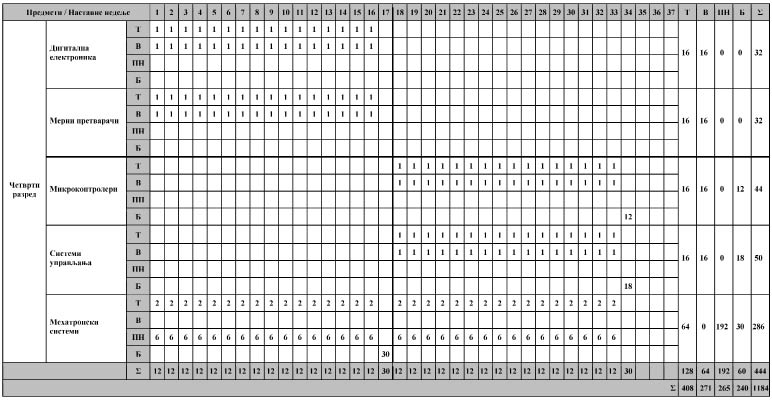 Предмети / Наставне недеље 1 2 3 4 5 6 7 8 9 10 11 12 13 14 15 16 17 18 19 20 21 22 23 24 25 26 27 28 29 30 31 32 33 34 35 36 37 Т В ПН Б Σ
Четврти разред
Дигитална електроника 16 16 0 0 32
Т 1 1 1 1 1 1 1 1 1 1 1 1 1 1 1 1
В 1 1 1 1 1 1 1 1 1 1 1 1 1 1 1 1
ПН
Б
Мерни претварачи 16 16 0 0 32
Т 1 1 1 1 1 1 1 1 1 1 1 1 1 1 1 1
В 1 1 1 1 1 1 1 1 1 1 1 1 1 1 1 1
ПН
Б
Микроконтролери 16 16 0 12 44
Т 1 1 1 1 1 1 1 1 1 1 1 1 1 1 1 1
В 1 1 1 1 1 1 1 1 1 1 1 1 1 1 1 1
ПП
Б 12
Системи управљања 16 16 0 18 50
Т 1 1 1 1 1 1 1 1 1 1 1 1 1 1 1 1
В 1 1 1 1 1 1 1 1 1 1 1 1 1 1 1 1
ПН
Б 18
Мехатронски системи 64 0 192 30 286
Т 2 2 2 2 2 2 2 2 2 2 2 2 2 2 2 2 2 2 2 2 2 2 2 2 2 2 2 2 2 2 2 2
В
ПН 6 6 6 6 6 6 6 6 6 6 6 6 6 6 6 6 6 6 6 6 6 6 6 6 6 6 6 6 6 6 6 6
Б 30
Σ 12 12 12 12 12 12 12 12 12 12 12 12 12 12 12 12 30 12 12 12 12 12 12 12 12 12 12 12 12 12 12 12 12 30 128 64 192 60 444
Σ 408 271 265 240 1184